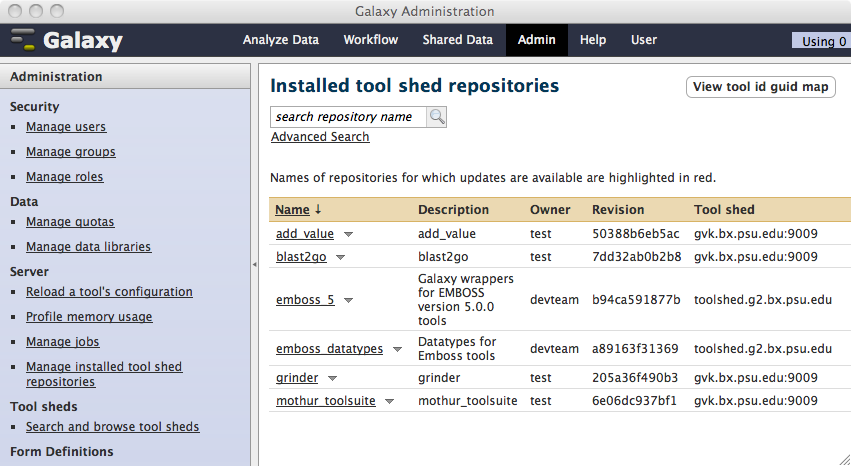 Galaxy Administration
Galaxy
Analyze Data Workflow Shared Data Admin Help User
Using 0
Administration
Security
Manage users
Manage groups
Manage roles
Data
Manage quotas
Manage data libraries
Server
Reload a tool's configuration
Profile memory usage
Manage jobs
Manage installed tool shed
repositories
Tool sheds
Search and browse tool sheds
Form Definitions
Installed tool shed repositories
View tool id guid map
search repository name
Advanced Search
Names of repositories for which updates are available are highlighted in red.
Name ↓ Description Owner Revision Tool shed
add_value add_value test 50388b6eb5ac gvk.bx.psu.edu:9009
blast2go blast2go test 7dd32ab0b2b8 gvk.bx.psu.edu:9009
emboss_5 Galaxy wrappers
for EMBOSS
version 5.0.0
tools devteam b94ca591877b toolshed.g2.bx.psu.edu
emboss_datatypes Datatypes for
Emboss tools devteam a89163f31369 toolshed.g2.bx.psu.edu
grinder grinder test 205a36f490b3 gvk.bx.psu.edu:9009
mothur_toolsuite mothur_toolsuite test 6e06dc937bf1 gvk.bx.psu.edu:9009